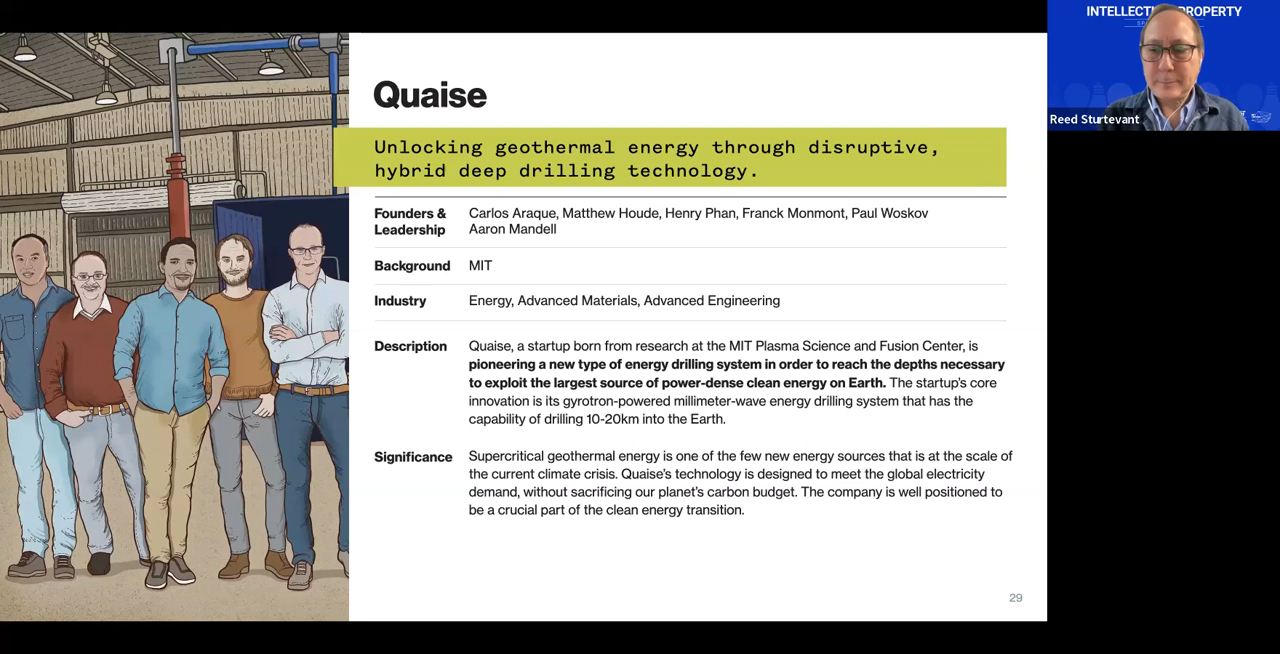 Quaise
Unlocking geothermal energy through disruptive,
hybrid deep drilling technology.
Founders &
Leadership
Carlos Araque, Matthew Houde, Henry Phan, Franck Monmont, Paul Woskov
Aaron Mandell
Background
MIT
Industry
Energy, Advanced Materials, Advanced Engineering
Description
Quaise, a startup born from research at the MIT Plasma Science and Fusion Center, is
pioneering a new type of energy drilling system in order to reach the depths necessary
to exploit the largest source of power-dense clean energy on Earth. The startup’s core
innovation is its gyrotron-powered millimeter-wave energy drilling system that has the
capability of drilling 10-20km into the Earth.
Significance
Supercritical geothermal energy is one of the few new energy sources that is at the scale of
the current climate crisis. Quaise’s technology is designed to meet the global electricity
demand, without sacrificing our planet’s carbon budget. The company is well positioned to
be a crucial part of the clean energy transition.
29
Reed Sturtevant